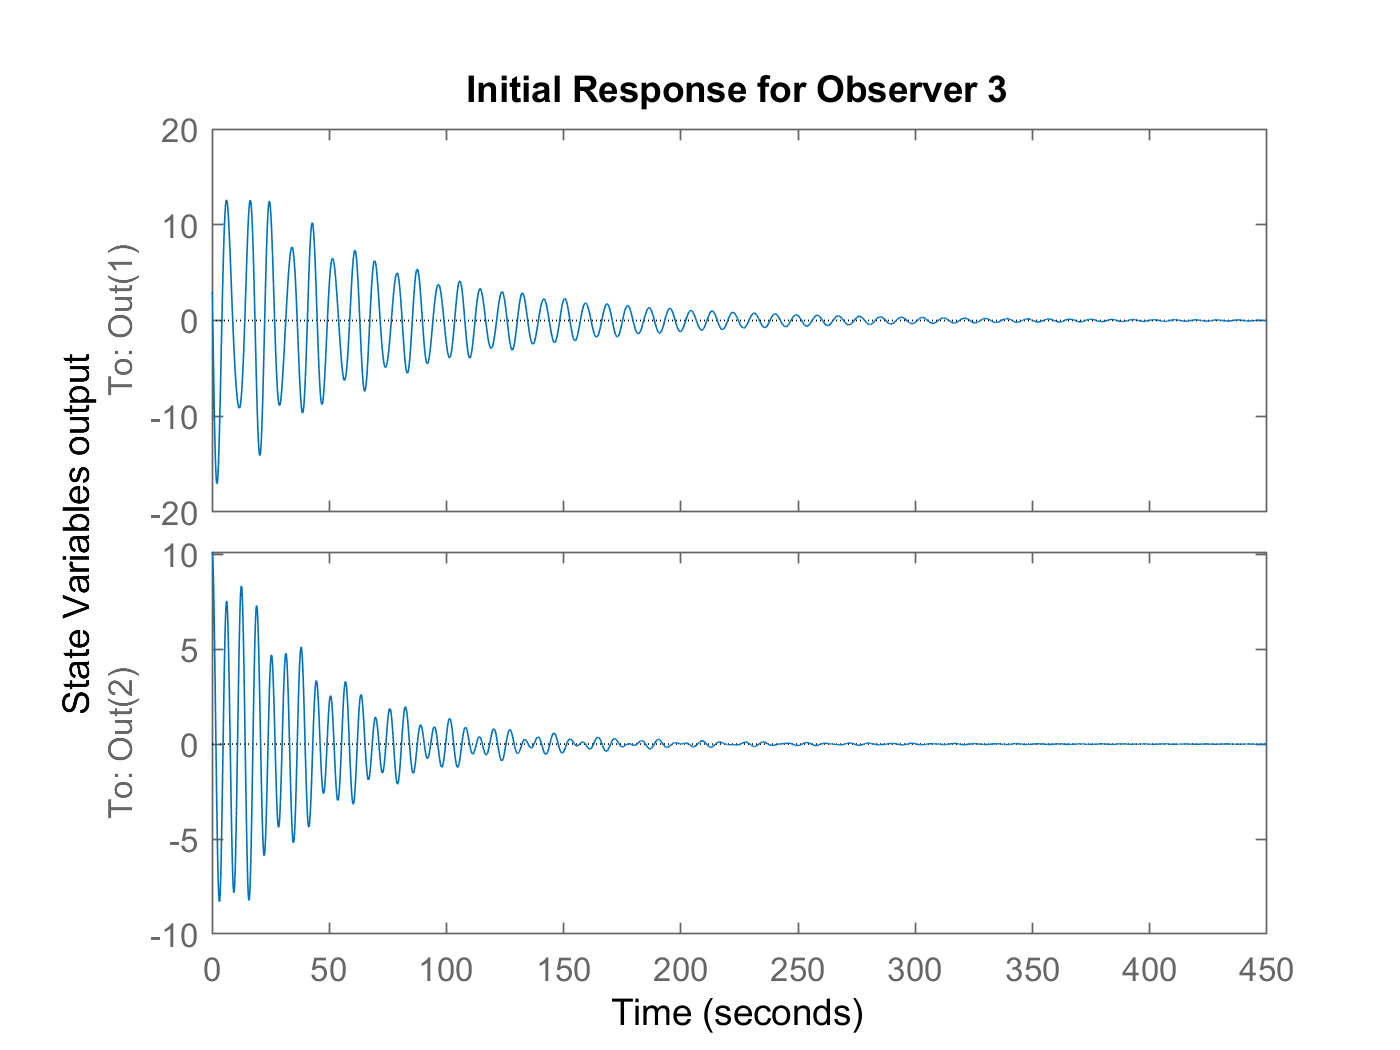 Initial Response for Observer 3
State Variables output
To: Out(1)
20
10
0
-10
-20
To: Out(2)
10
5
0
-5
-10
0 50 100 150 200 250 300 350 400 450
Time (seconds)